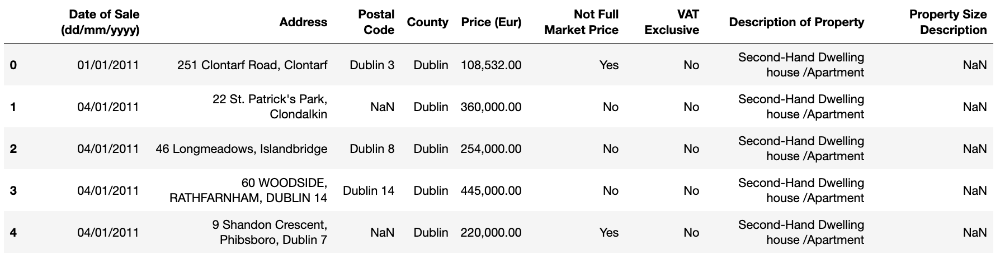 Date of Sale (dd/mm/yyyy) Address Postal Code County Price (Eur) Not Full Market Price VAT Exclusive Description of Property Property Size Description
0 01/01/2011 251 Clontarf Road, Clontarf Dublin 3 Dublin 108,532.00 Yes No Second-Hand Dwelling house /Apartment NaN
1 04/01/2011 22 St. Patrick's Park, Clondalkin NaN Dublin 360,000.00 No No Second-Hand Dwelling house /Apartment NaN
2 04/01/2011 46 Longmeadows, Islandbridge Dublin 8 Dublin 254,000.00 No No Second-Hand Dwelling house /Apartment NaN
3 04/01/2011 60 WOODSIDE, RATHFARNHAM, DUBLIN 14 Dublin 14 Dublin 445,000.00 No No Second-Hand Dwelling house /Apartment NaN
4 04/01/2011 9 Shandon Crescent, Phibsboro, Dublin 7 NaN Dublin 220,000.00 Yes No Second-Hand Dwelling house /Apartment NaN